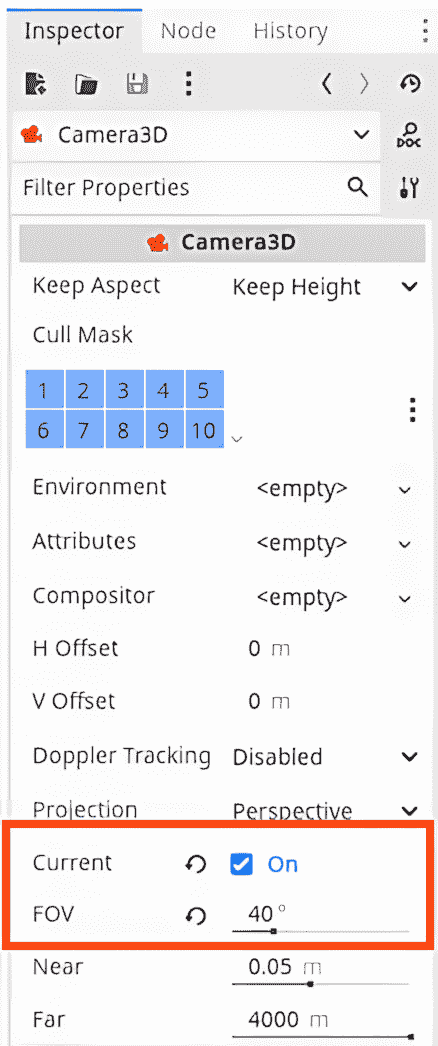 Inspector Node History
Camera3D DOC
Filter Properties
Camera3D
Keep Aspect Keep Height
Cull Mask
1 2 3 4 5
6 7 8 9 10
Environment <empty>
Attributes <empty>
Compositor <empty>
H Offset 0 m
V Offset 0 m
Doppler Tracking Disabled
Projection Perspective
Current On
FOV 40 °
Near 0.05 m
Far 4000 m